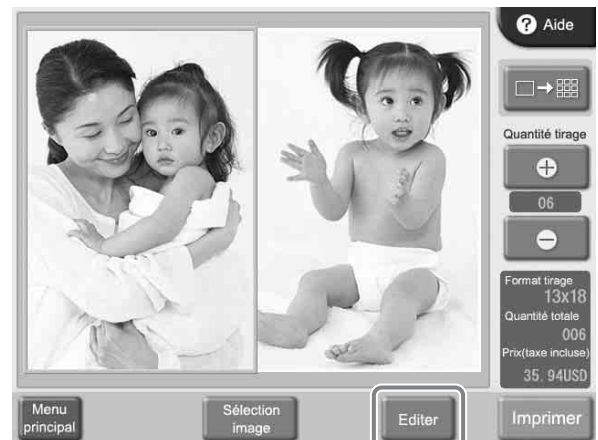 ? Aide
Quantité tirage
06
Format tirage
13x18
Quantité totale
006
Prix(taxe incluse)
35. 94USD
Menu
principal
Sélection
image
Editer
Imprimer